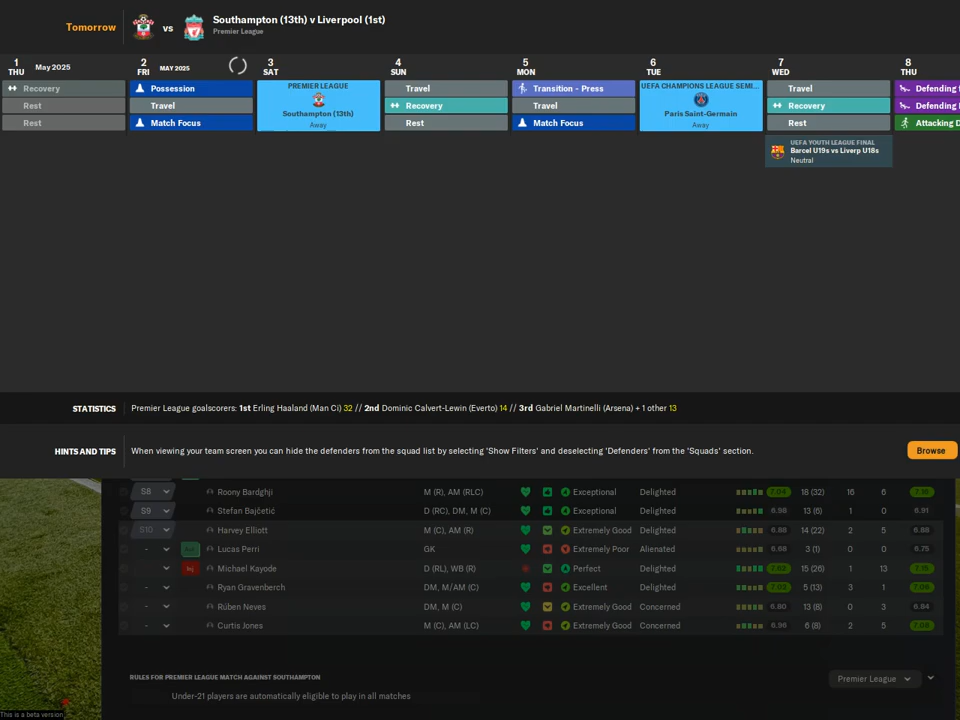 Tomorrow
vs
Southampton (13th) v Liverpool (1st)
Premier League
1
THU
May 2025
2
FRI
MAY 2025
3
SAT
4
SUN
5
MON
6
TUE
7
WED
8
THU
Recovery
Rest
Rest
Possession
Travel
Match Focus
PREMIER LEAGUE
Southampton (13th)
Away
Travel
Recovery
Rest
Transition - Press
Travel
Match Focus
UEFA CHAMPIONS LEAGUE SEMI...
Paris Saint-Germain
Away
Travel
Recovery
Rest
UEFA YOUTH LEAGUE FINAL
Barcel U19s vs Liverp U18s
Neutral
Defending
Defending
Attacking D
STATISTICS
Premier League goalscorers: 1st Erling Haaland (Man Ci) 32 // 2nd Dominic Calvert-Lewin (Everto) 14 // 3rd Gabriel Martinelli (Arsena) + 1 other 13
HINTS AND TIPS
When viewing your team screen you can hide the defenders from the squad list by selecting 'Show Filters' and deselecting 'Defenders' from the 'Squads' section.
Browse
S8 Roony Bardghji M (R), AM (RLC) Exceptional Delighted 7.04 18 (32) 16 6
S9 Stefan Bajčetić D (RC), DM, M (C) Exceptional Delighted 6.98 13 (6) 1 0 6.91
S10 Harvey Elliott M (C), AM (R) Extremely Good Delighted 6.88 14 (22) 2 5 6.88
- Lucas Perri GK Extremely Poor Alienated 6.68 3 (1) 0 0 6.75
Michael Kayode D (RL), WB (R) Perfect Delighted 15 (26) 1 13
- Ryan Gravenberch DM, M/AM (C) Excellent Delighted 5 (13) 3 1
- Rúben Neves DM, M (C) Extremely Good Concerned 6.80 13 (8) 0 3 6.84
- Curtis Jones M (C), AM (LC) Extremely Good Concerned 6.96 6 (8) 2 5
RULES FOR PREMIER LEAGUE MATCH AGAINST SOUTHAMPTON
Premier League
Under-21 players are automatically eligible to play in all matches
This is a beta version